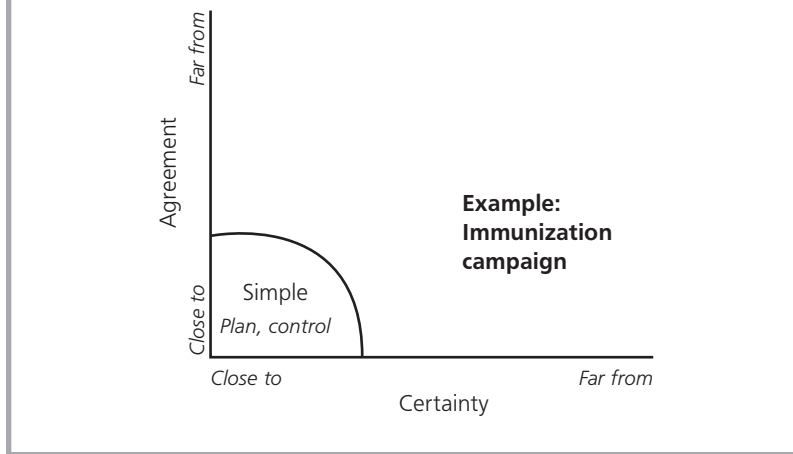 Far from
Agreement
Close to
Example:
Immunization
campaign
Simple
Plan, control
Close to
Far from
Certainty